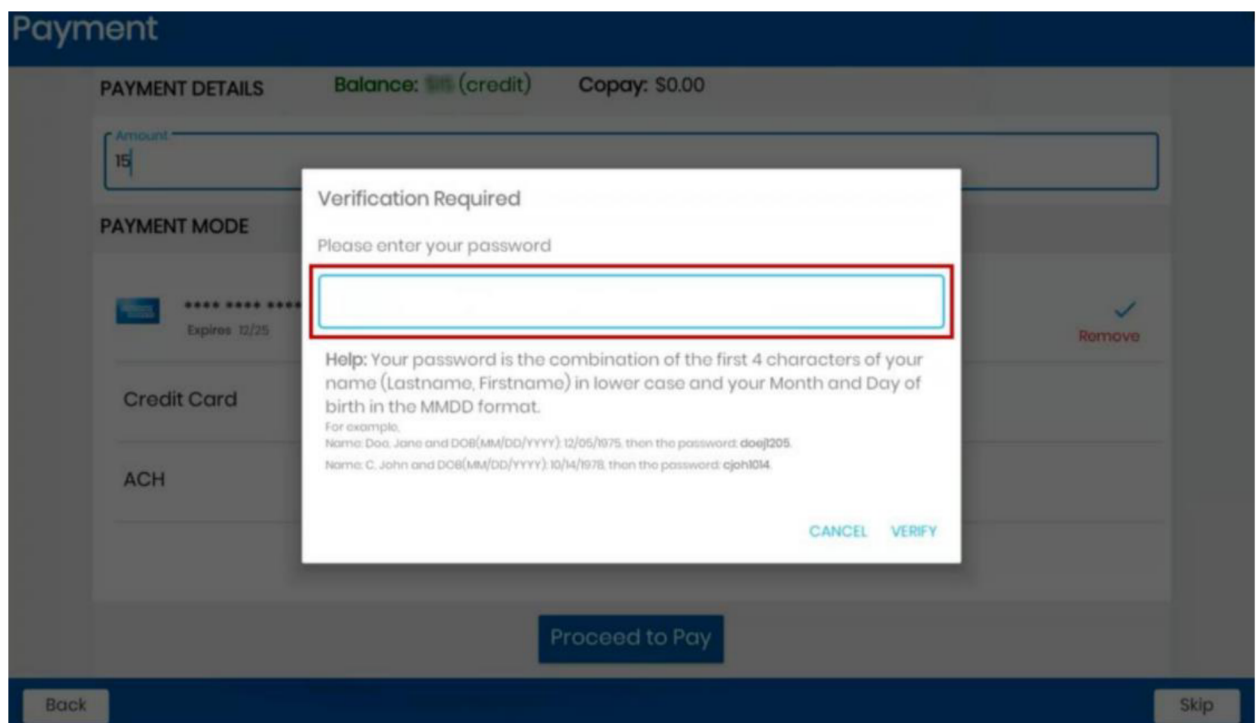 Payment
PAYMENT DETAILS Balance: (credit) Copay: $0.00
Amount
15
PAYMENT MODE
Verification Required
Please enter your password
**** **** ****
Expires 12/25
Remove
Help: Your password is the combination of the first 4 characters of your
name (Lastname, Firstname) in lower case and your Month and Day of
birth in the MMDD format.
For example,
Name: Doe, Jane and DOB(MM/DD/YYYY): 12/05/1975, then the password: doej1205.
Name: C, John and DOB(MM/DD/YYYY): 10/14/1978, then the password: cjoh1014.
Credit Card
ACH
CANCEL VERIFY
Proceed to Pay
Back Skip